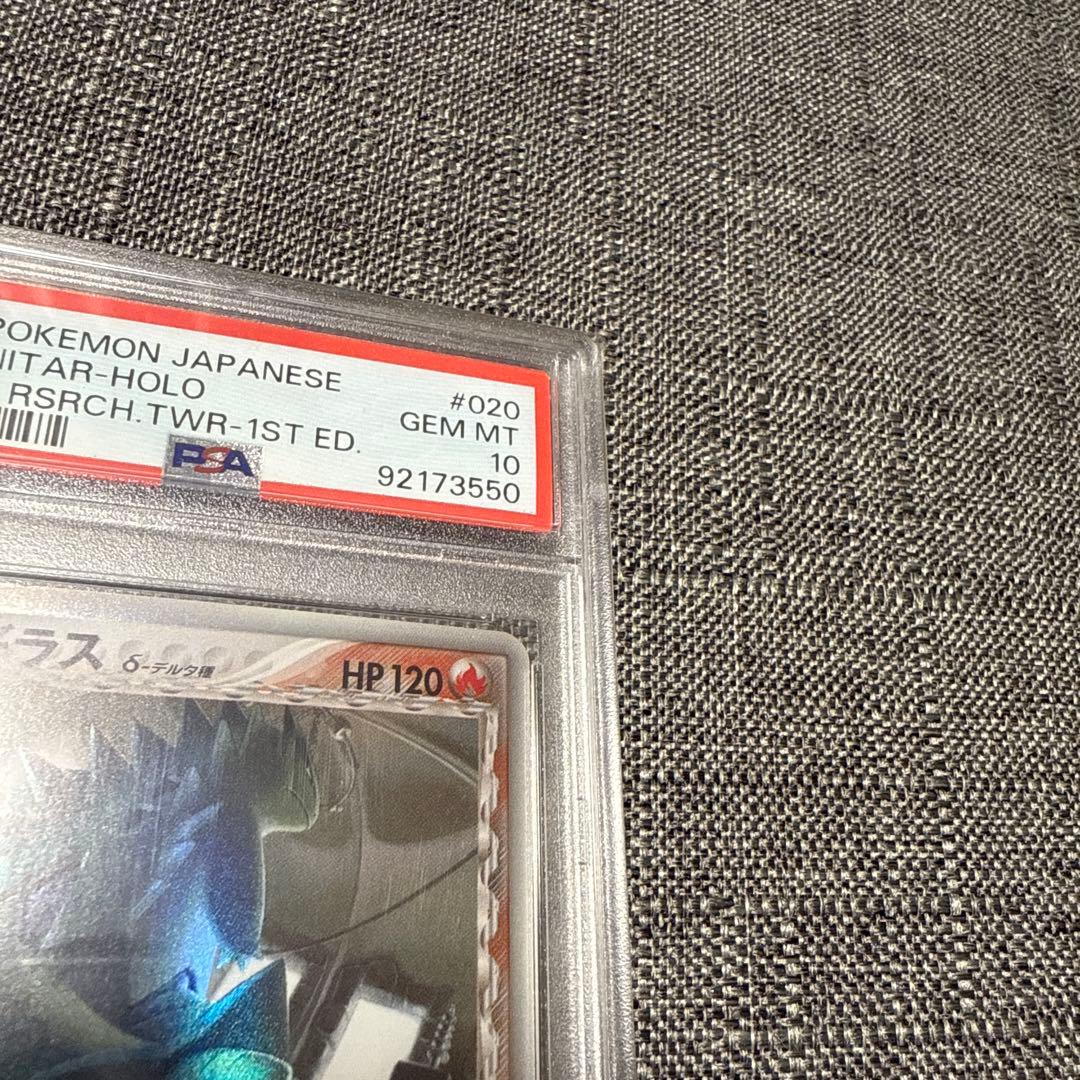 POKEMON JAPANESE
NITAR-HOLO
RSRCH.TWR-1ST ED.
#020
GEM MT
10
92173550
PSA
ギラス δ-デルタ種 HP 120